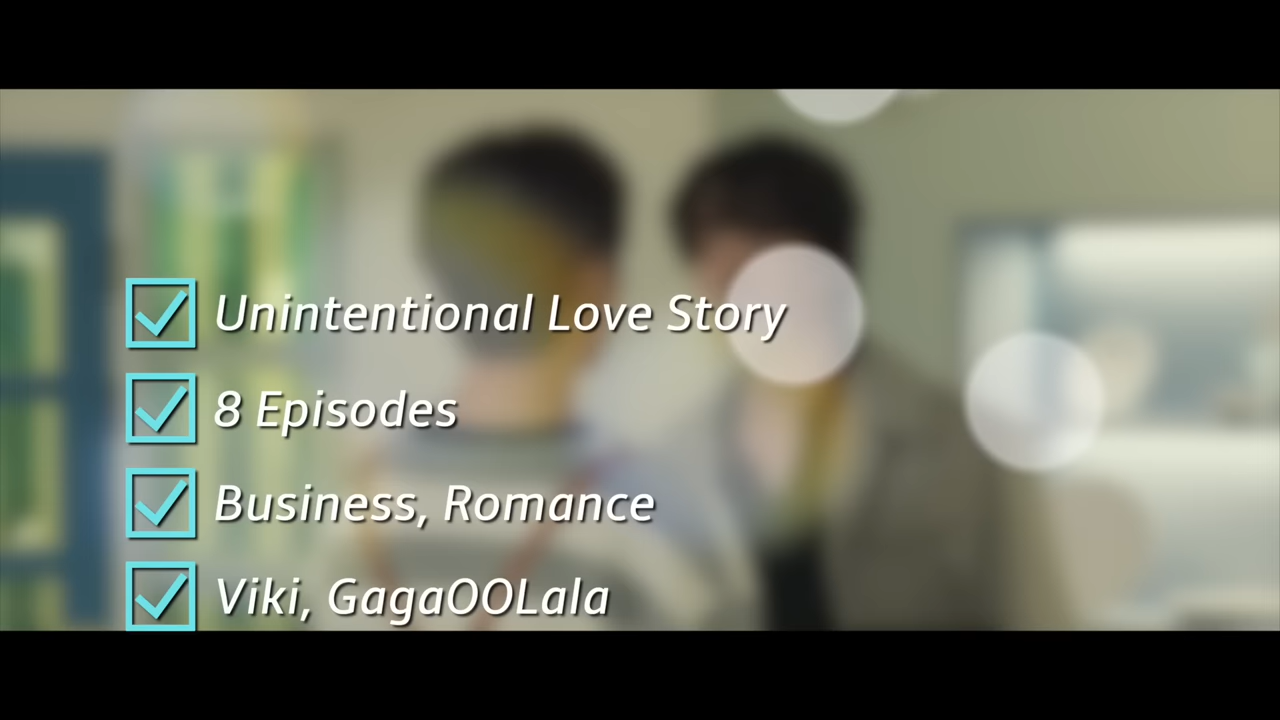 Unintentional Love Story
8 Episodes
Business, Romance
Viki, GagaOOLala